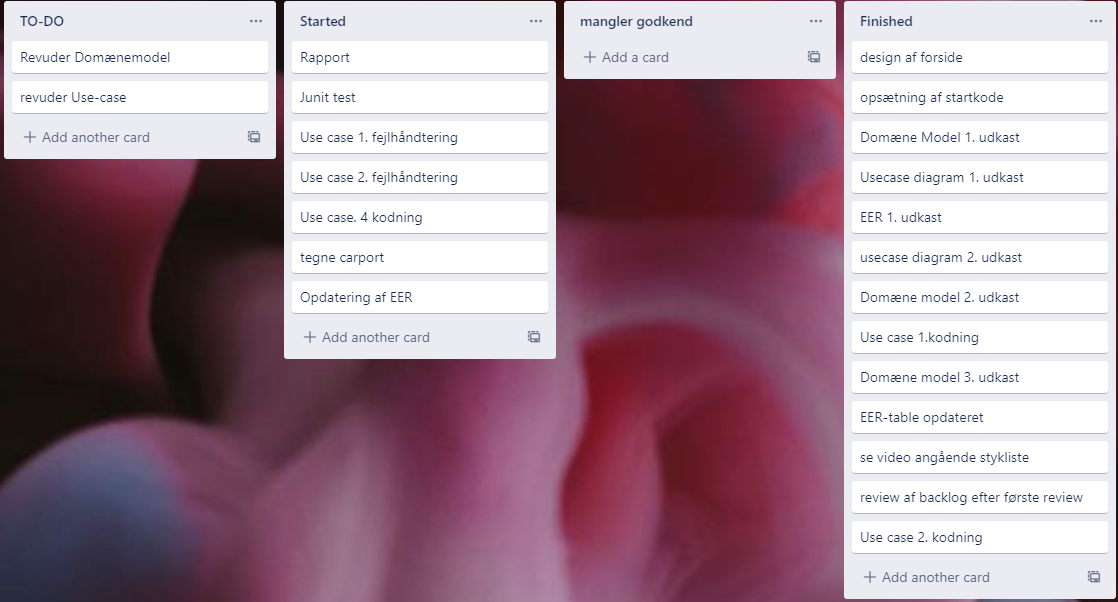 TO-DO
Revuder Domænemodel
revuder Use-case
Add another card
Started
Rapport
Junit test
Use case 1. fejlhåndtering
Use case 2. fejlhåndtering
Use case. 4 kodning
tegne carport
Opdatering af EER
Add another card
mangler godkend
Add a card
Finished
design af forside
opsætning af startkode
Domæne Model 1. udkast
Usecase diagram 1. udkast
EER 1. udkast
usecase diagram 2. udkast
Domæne model 2. udkast
Use case 1.kodning
Domæne model 3. udkast
EER-table opdateret
se video angående stykliste
review af backlog efter første review
Use case 2. kodning
Add another card